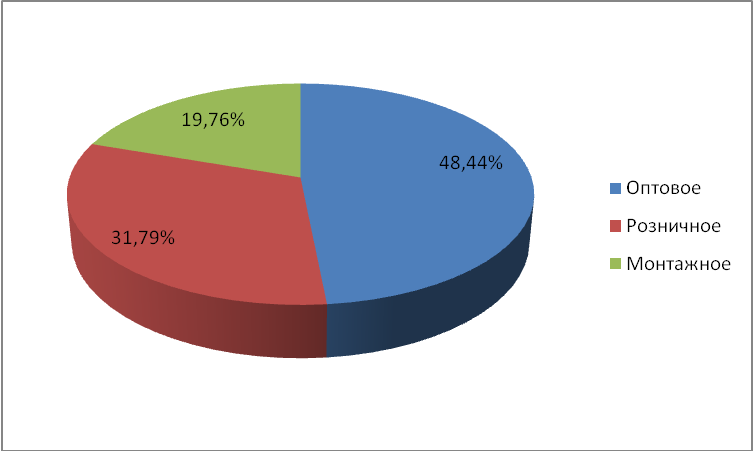 19,76%
48,44%
31,79%
Оптовое
Розничное
Монтажное